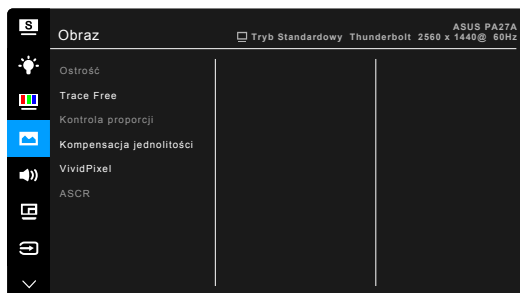 S
ASUS PA27A
Obraz
Tryb Standardowy Thunderbolt 2560 x 1440@ 60Hz
Ostrość
Trace Free
Kontrola proporcji
Kompensacja jednolitości
VividPixel
ASCR